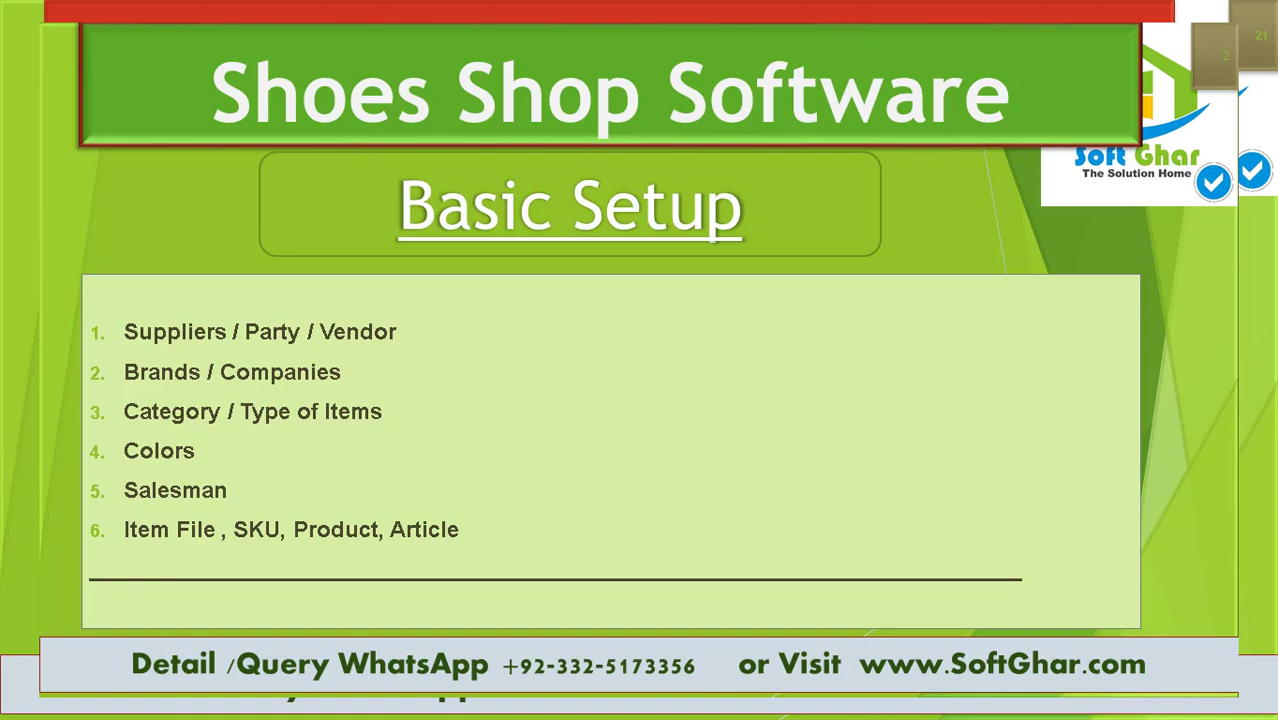 Shoes Shop Software
21
2
Soft Ghar
The Solution Home
Basic Setup
1. Suppliers / Party / Vendor
2. Brands / Companies
3. Category / Type of Items
4. Colors
5. Salesman
6. Item File , SKU, Product, Article
Detail /Query WhatsApp +92-332-5173356 or Visit www.SoftGhar.com